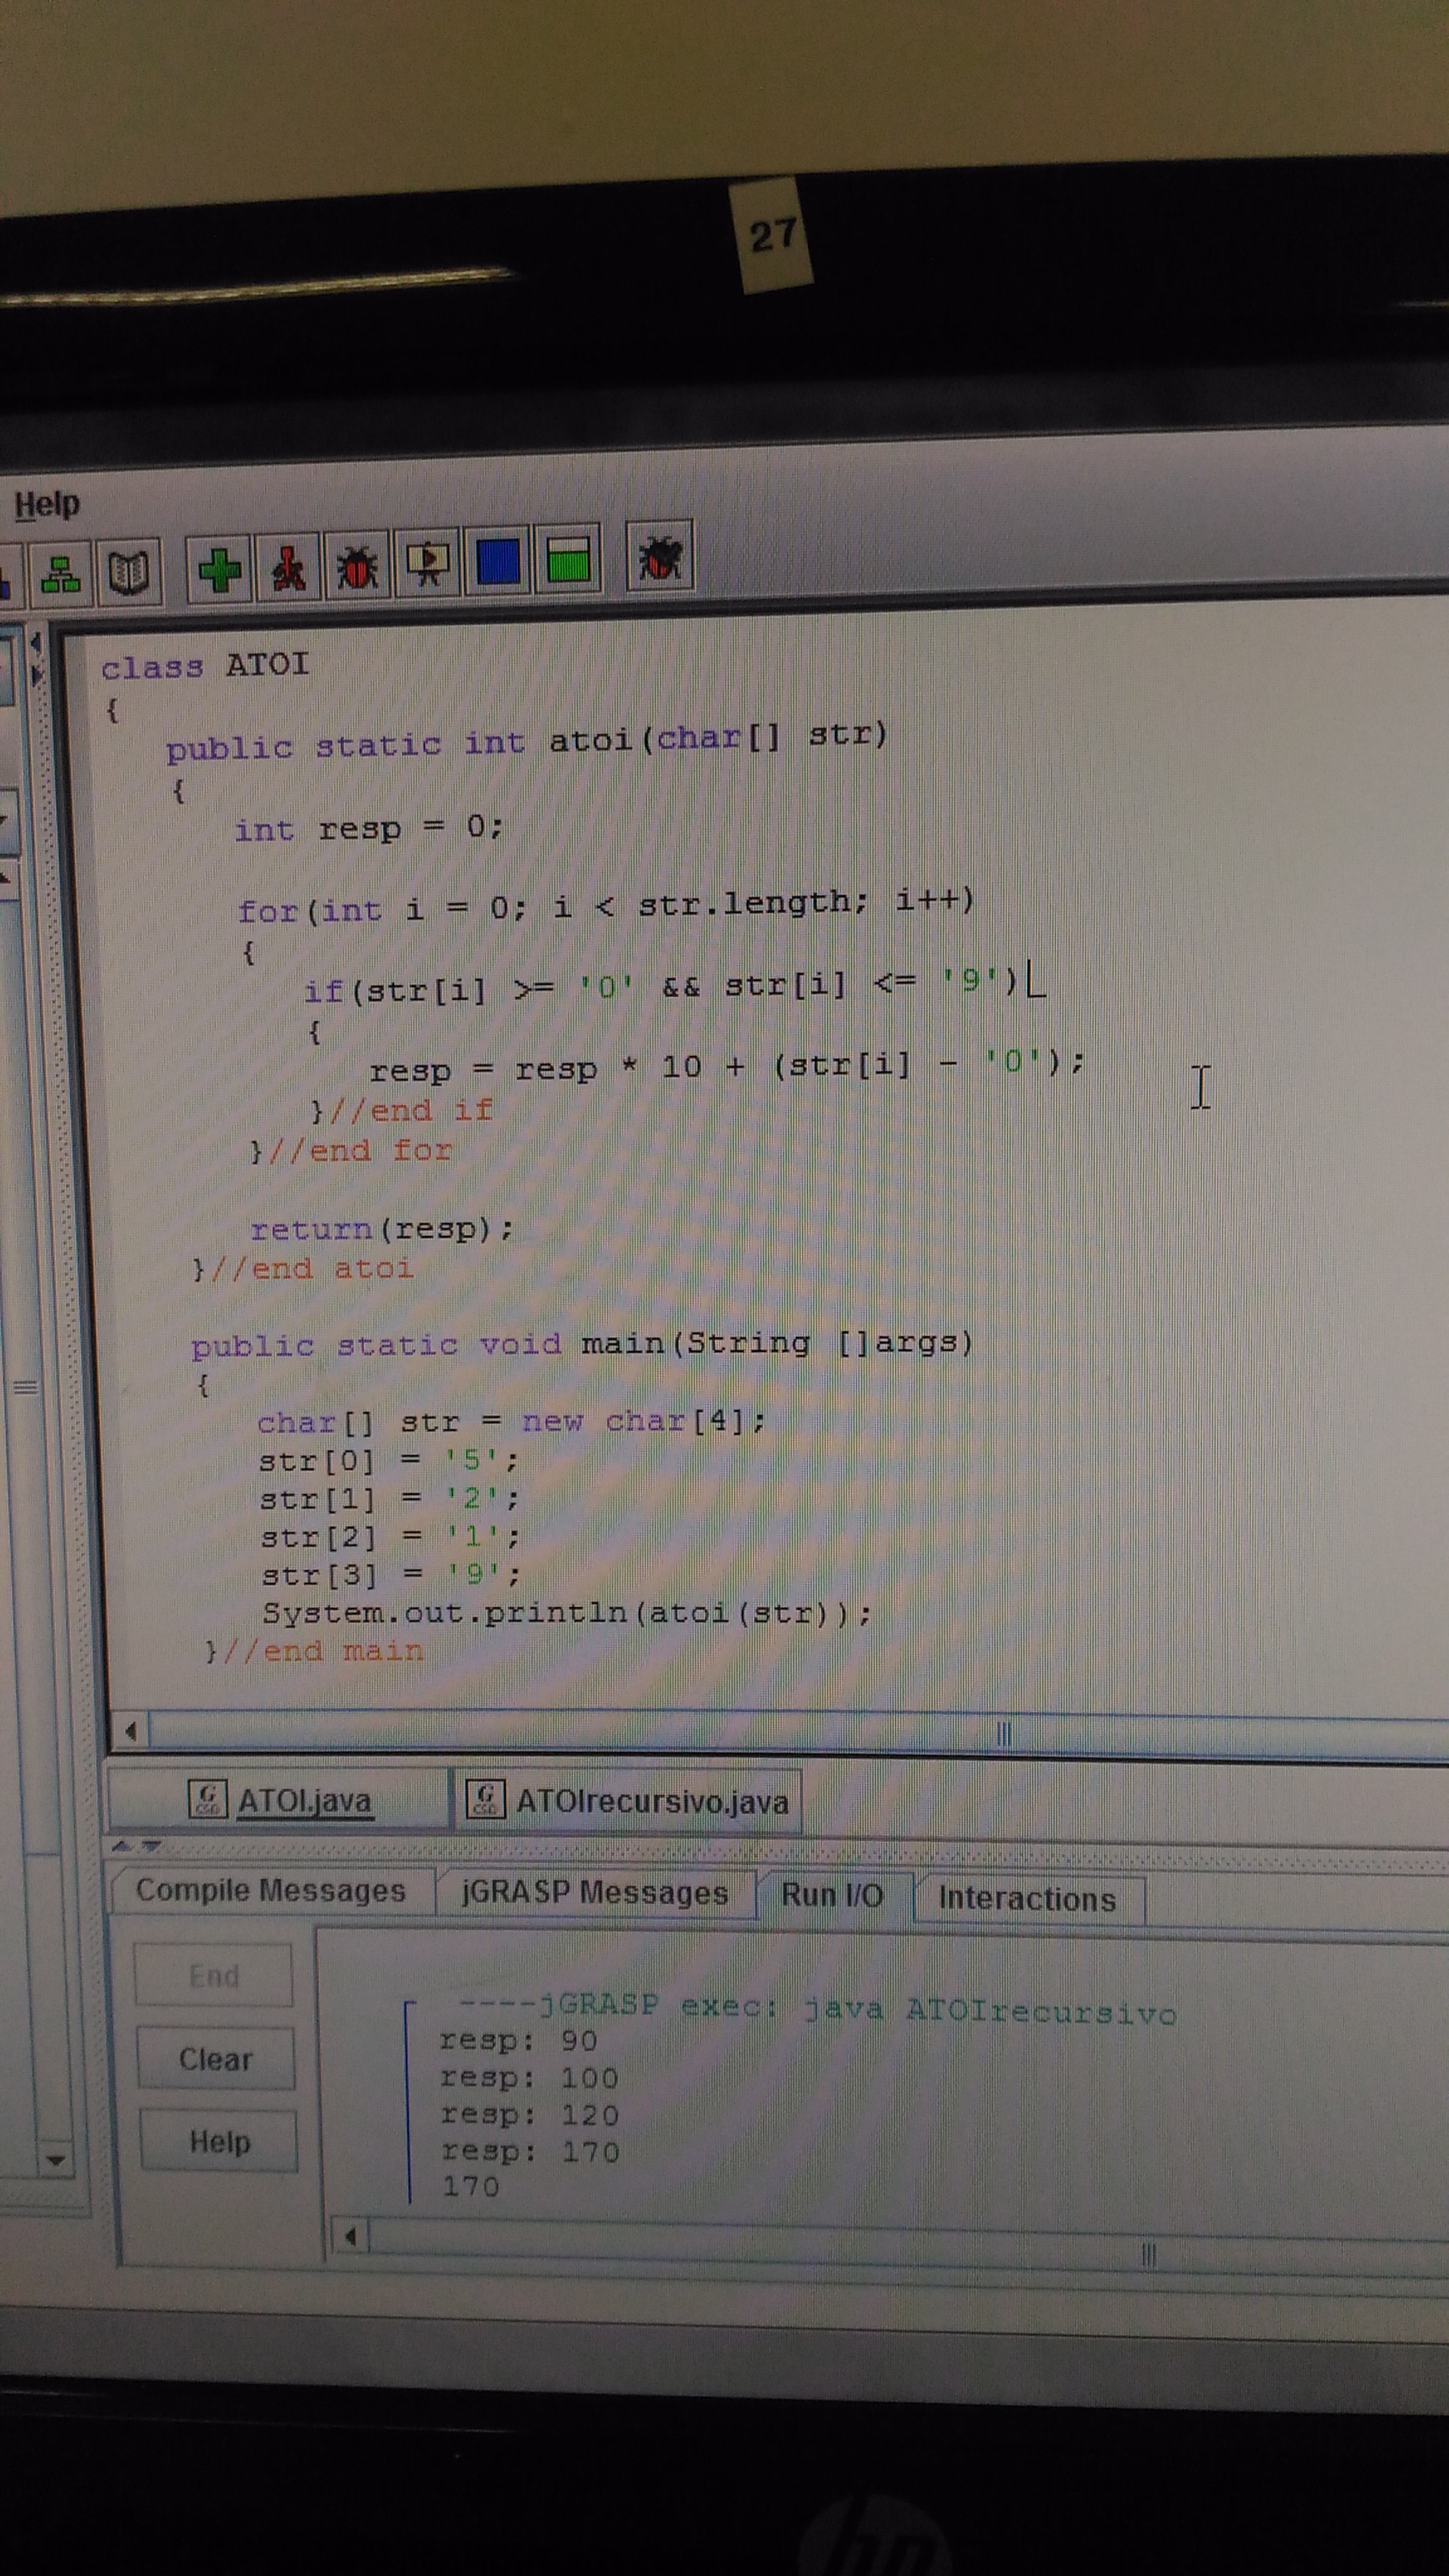 27
Help
class ATOI
{
public static int atoi(char[] str)
{
int resp = 0;
for(int i = 0; i < str.length; i++)
{
if(str[i] >= '0' && str[i] <= '9')
{
resp = resp * 10 + (str[i] - '0');
}//end if
}//end for
return(resp);
}//end atoi
public static void main(String []args)
{
char[] str = new char[4];
str[0] = '5';
str[1] = '2';
str[2] = '1';
str[3] = '9';
System.out.println(atoi(str));
}//end main
ATOI.java ATOIrecursivo.java
Compile Messages jGRASP Messages Run I/O Interactions
End
Clear
Help
----jGRASP exec: java ATOIrecursivo
resp: 90
resp: 100
resp: 120
resp: 170
170
hp